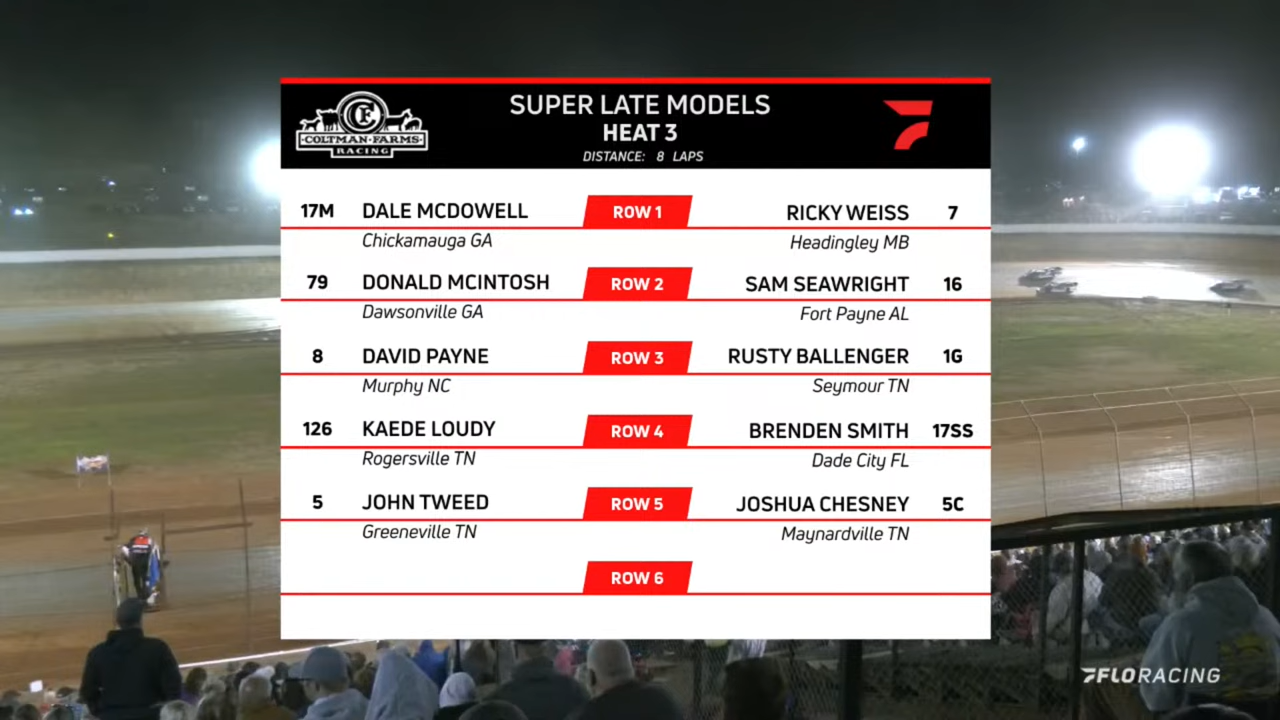 SUPER LATE MODELS
HEAT 3
DISTANCE: 8 LAPS
CF
COLTMAN FARMS
RACING
17M DALE MCDOWELL ROW 1 RICKY WEISS 7
Chickamauga GA Headingley MB
79 DONALD MCINTOSH ROW 2 SAM SEAWRIGHT 16
Dawsonville GA Fort Payne AL
8 DAVID PAYNE ROW 3 RUSTY BALLENGER 1G
Murphy NC Seymour TN
126 KAEDE LOUDY ROW 4 BRENDEN SMITH 17SS
Rogersville TN Dade City FL
5 JOHN TWEED ROW 5 JOSHUA CHESNEY 5C
Greeneville TN Maynardville TN
ROW 6
FLORACING